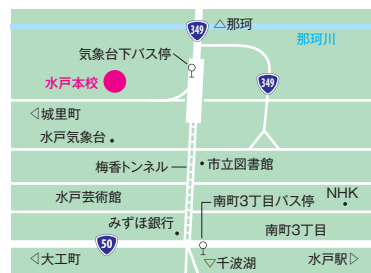 349
△那珂
那珂川
気象台下バス停
水戸本校
349
◁城里町
水戸気象台
梅香トンネル
市立図書館
水戸芸術館
南町3丁目バス停
NHK
みずほ銀行
南町3丁目
50
◁大工町
▽千波湖
水戸駅▷